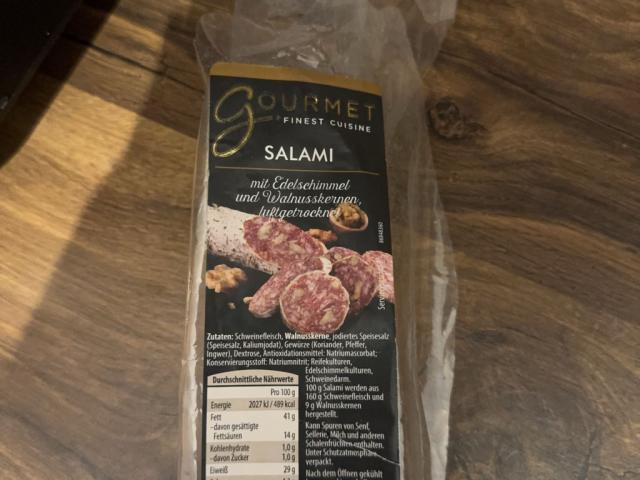 GOURMET
FINEST CUISINE
SALAMI
mit Edelschimmel
und Walnusskernen,
luftgetrocknet
Zutaten: Schweinefleisch, Walnusskerne, jodiertes Speisesalz
(Speisesalz, Kaliumjodat), Gewürze (Koriander, Pfeffer,
Ingwer), Dextrose, Antioxidationsmittel: Natriumascorbat;
Konservierungsstoff: Natriumnitrit; Reifekulturen,
Edelschimmelkulturen,
Schweinedarm.
100 g Salami werden aus
160 g Schweinefleisch und
9 g Walnusskernen
hergestellt.
Kann Spuren von Senf,
Sellerie, Milch und anderen
Schalenfrüchten enthalten.
Unter Schutzatmosphäre
verpackt.
Nach dem Öffnen gekühlt
Durchschnittliche Nährwerte
Pro 100 g
Energie 2027 kJ / 489 kcal
Fett 41 g
-davon gesättigte
Fettsäuren 14 g
Kohlenhydrate 1,0 g
-davon Zucker 1,0 g
Eiweiß 29 g